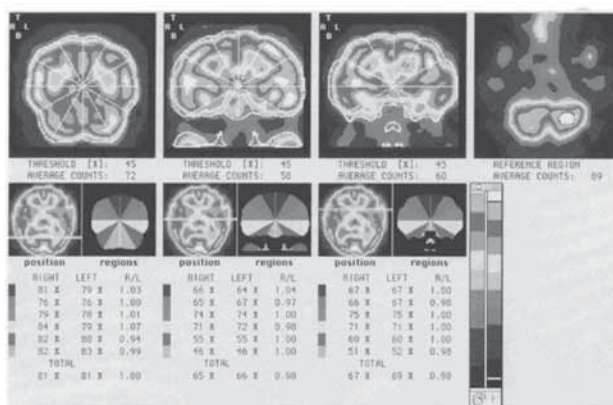 T
R L
B
T
R L
B
T
R L
B
THRESHOLD [%]: 45
AVERAGE COUNTS: 72
THRESHOLD [%]: 45
AVERAGE COUNTS: 58
THRESHOLD [%]: 45
AVERAGE COUNTS: 60
REFERENCE REGION
AVERAGE COUNTS: 89
position regions
position regions
position regions
RIGHT LEFT R/L
81 % 79 % 1.03
76 % 76 % 1.00
79 % 78 % 1.01
84 % 79 % 1.07
82 % 88 % 0.94
82 % 83 % 0.99
TOTAL
81 % 81 % 1.00
RIGHT LEFT R/L
66 % 64 % 1.04
65 % 67 % 0.97
74 % 74 % 1.00
71 % 72 % 0.98
55 % 55 % 1.00
46 % 46 % 1.00
TOTAL
65 % 66 % 0.98
RIGHT LEFT R/L
67 % 67 % 1.00
66 % 67 % 0.98
75 % 75 % 1.00
71 % 71 % 1.00
60 % 60 % 1.00
51 % 52 % 0.98
TOTAL
67 % 69 % 0.98